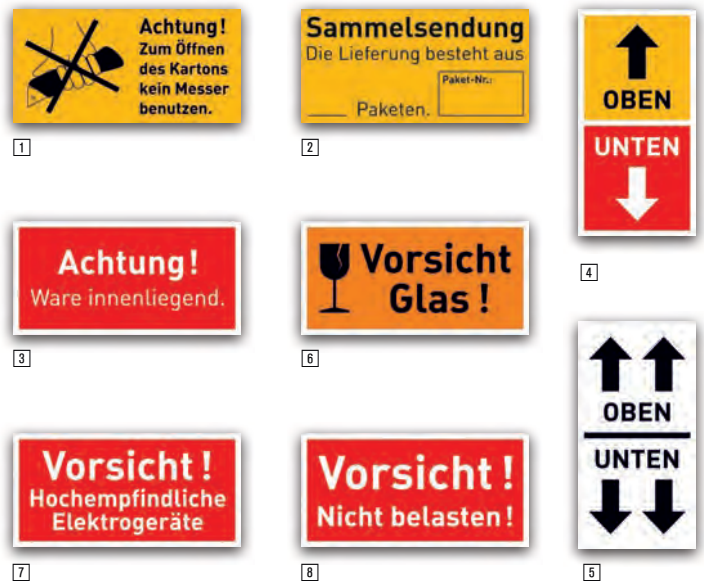 Achtung!
Zum Öffnen
des Kartons
kein Messer
benutzen.
1
Sammelsendung
Die Lieferung besteht aus
Paket-Nr.:
____ Paketen.
2
OBEN
UNTEN
4
Achtung!
Ware innenliegend.
3
Vorsicht
Glas !
6
OBEN
UNTEN
5
Vorsicht !
Hochempfindliche
Elektrogeräte
7
Vorsicht !
Nicht belasten !
8